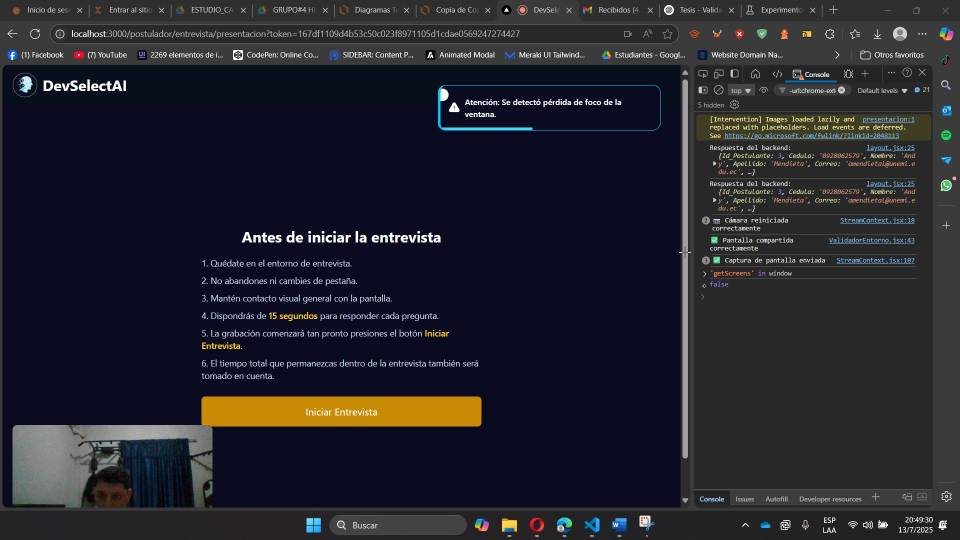 Inicio de ses
Entrar al sitio
ESTUDIO_CA
GRUPO#4 HI
Diagramas T
Copia de Co
DevSele
Recibidos (4
Tesis - Valida
Experimento
localhost:3000/postulador/entrevista/presentacion?token=167df1109d4b53c50c023f8971105d1cdae0569247274427
(1) Facebook
(7) YouTube
2269 elementos de i...
CodePen: Online Co...
SIDEBAR: Content P...
Animated Modal
Meraki UI Tailwind...
Estudiantes - Googl...
Website Domain Na...
Otros favoritos
DevSelectAI
Atención: Se detectó pérdida de foco de la
ventana.
Antes de iniciar la entrevista
1. Quédate en el entorno de entrevista.
2. No abandones ni cambies de pestaña.
3. Mantén contacto visual general con la pantalla.
4. Dispondrás de 15 segundos para responder cada pregunta.
5. La grabación comenzará tan pronto presiones el botón Iniciar
Entrevista.
6. El tiempo total que permanezcas dentro de la entrevista también será
tomado en cuenta.
Iniciar Entrevista
Console
top
-url:chrome-ext
Default levels
21
5 hidden
[Intervention] Images loaded lazily and presentacion:1
replaced with placeholders. Load events are deferred.
See https://go.microsoft.com/fwlink/?linkid=2048113
Respuesta del backend: layout.jsx:25
{Id_Postulante: 3, Cedula: '0928062579', Nombre: 'And
y', Apellido: 'Mendieta', Correo: 'amendietal@unemi.e
du.ec', …}
Respuesta del backend: layout.jsx:25
{Id_Postulante: 3, Cedula: '0928062579', Nombre: 'And
y', Apellido: 'Mendieta', Correo: 'amendietal@unemi.e
du.ec', …}
2 Cámara reiniciada StreamContext.jsx:18
correctamente
Pantalla compartida ValidadorEntorno.jsx:43
correctamente
3 Captura de pantalla enviada StreamContext.jsx:107
'getScreens' in window
false
Console
Issues
Autofill
Developer resources
Buscar
ESP
LAA
20:49:30
13/7/2025